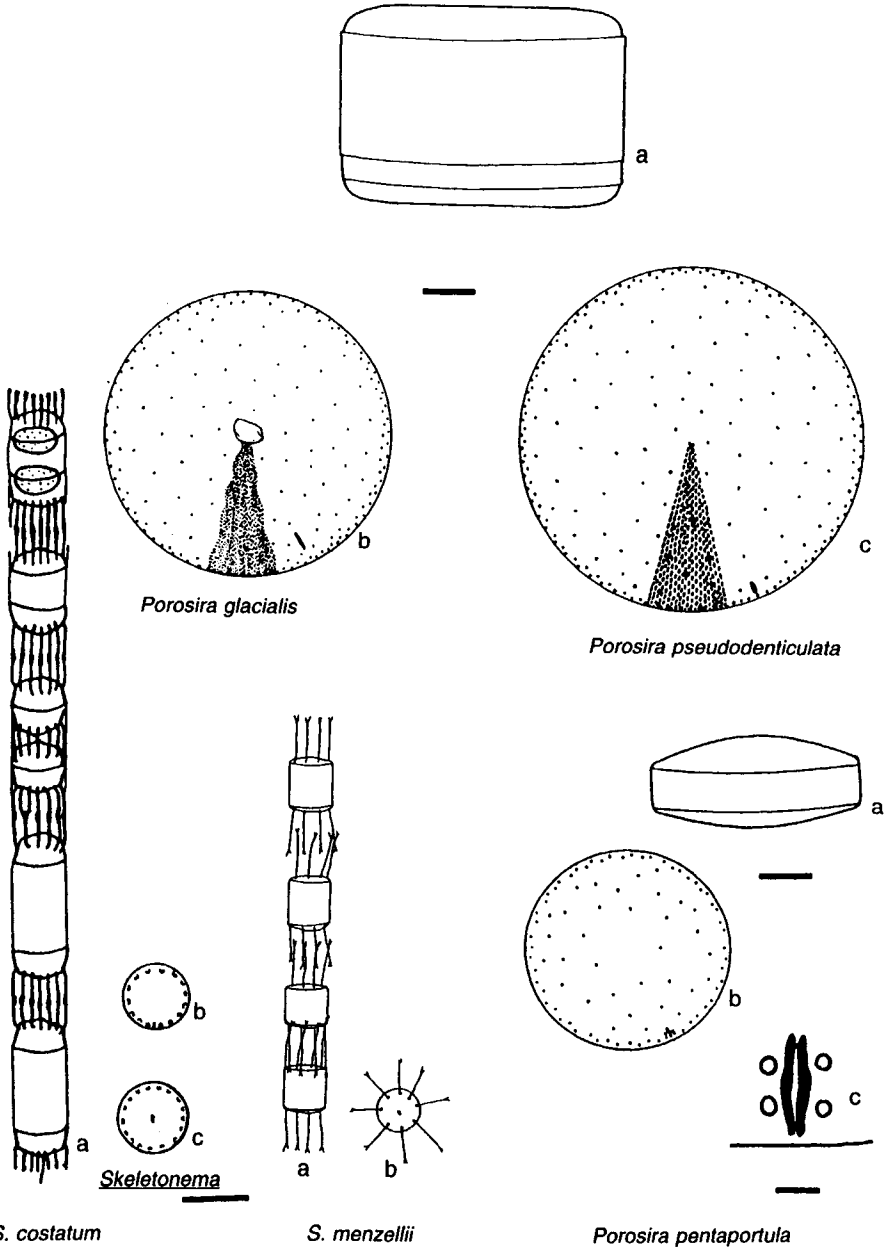 a
b
c
Porosira glacialis
Porosira pseudodenticulata
a
b
a
b
c
c
a
b
Skeletonema
S. costatum
S. menzellii
Porosira pentaportula